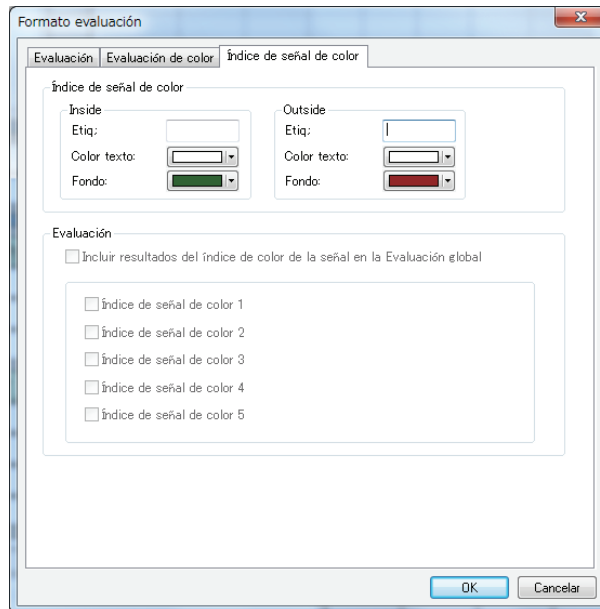 Formato evaluación
Evaluación Evaluación de color Índice de señal de color
Índice de señal de color
Inside
Etiq;
Color texto:
Fondo:
Outside
Etiq;
Color texto:
Fondo:
Evaluación
Incluir resultados del índice de color de la señal en la Evaluación global
Índice de señal de color 1
Índice de señal de color 2
Índice de señal de color 3
Índice de señal de color 4
Índice de señal de color 5
OK Cancelar